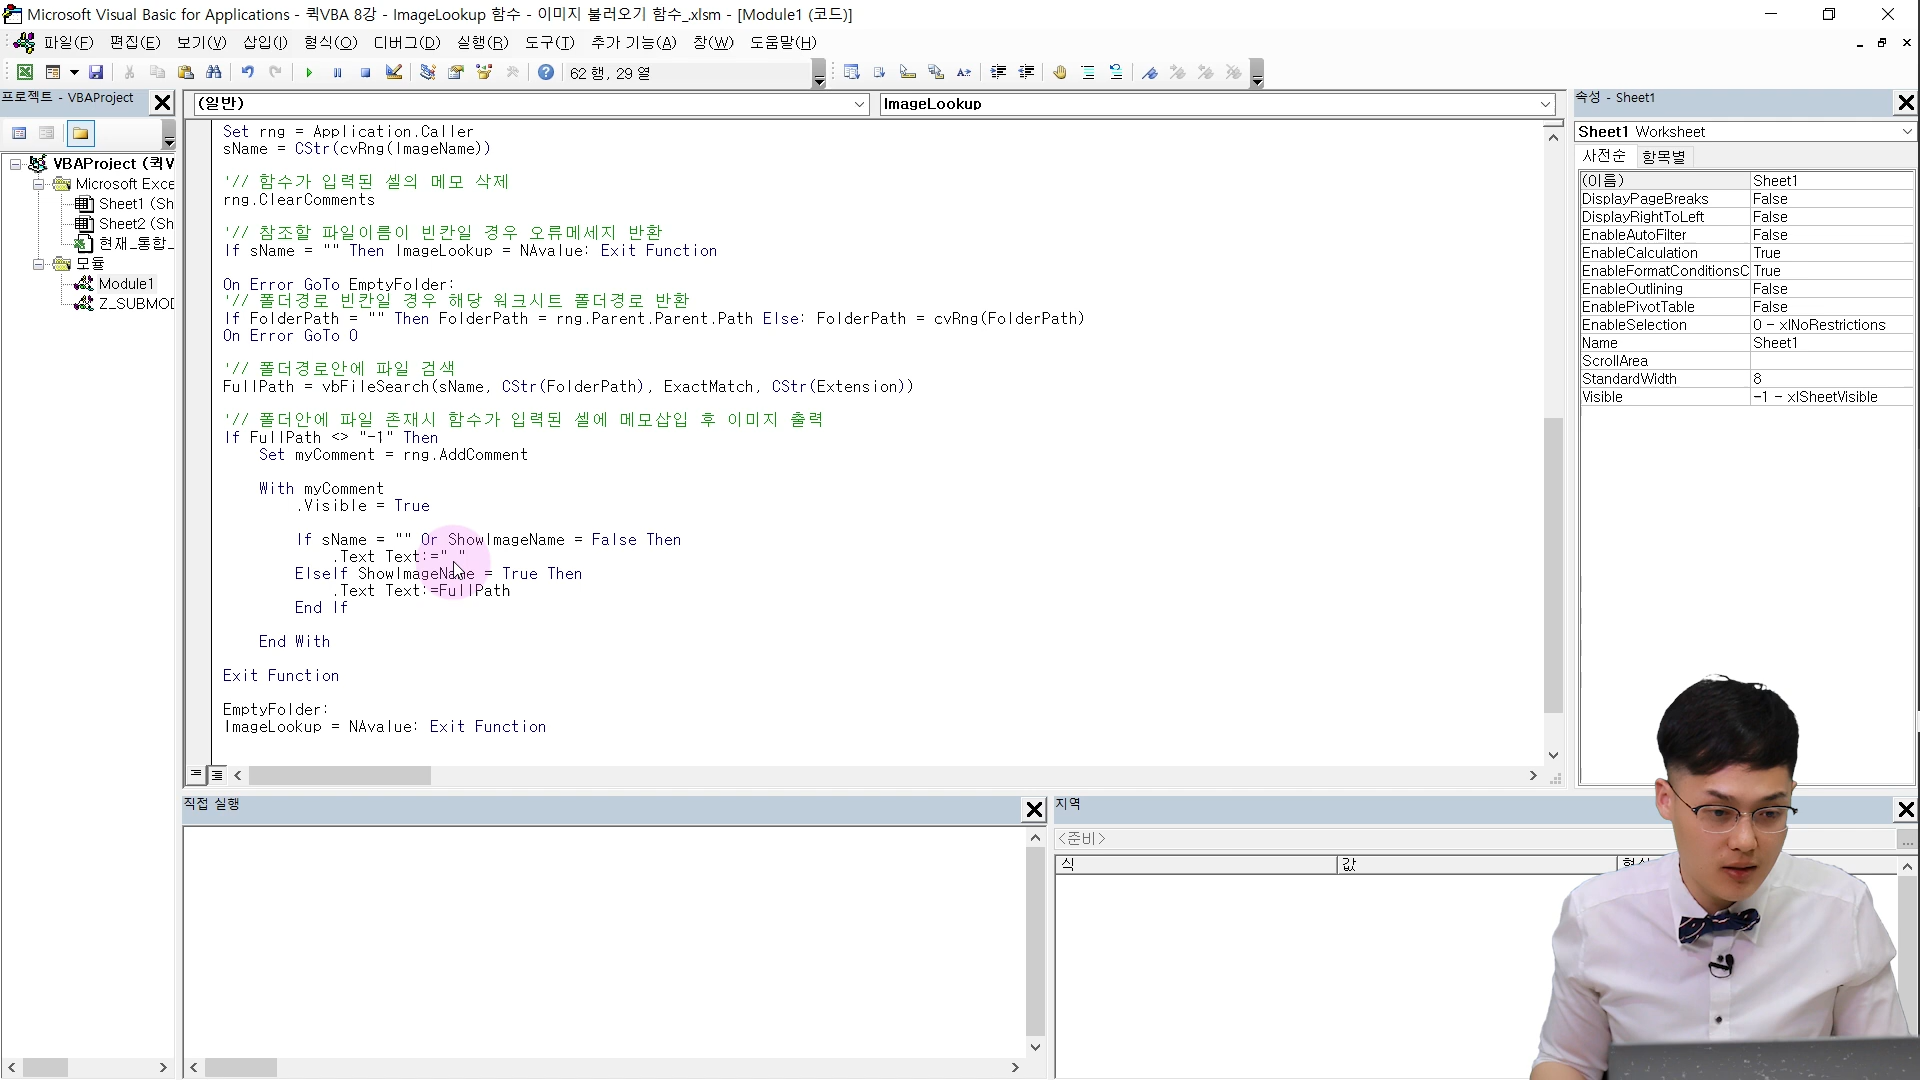 Microsoft Visual Basic for Applications - 퀵VBA 8강 - ImageLookup 함수 - 이미지 불러오기 함수_.xlsm - [Module1 (코드)]
파일(F) 편집(E) 보기(V) 삽입(I) 형식(O) 디버그(D) 실행(R) 도구(T) 추가 기능(A) 창(W) 도움말(H)
62 행, 29 열
프로젝트 - VBAProject
VBAProject (퀵V
Microsoft Exce
Sheet1 (Sh
Sheet2 (Sh
현재_통합_
모듈
Module1
Z_SUBMOD
(일반)
ImageLookup
Set rng = Application.Caller
sName = CStr(cvRng(ImageName))
'// 함수가 입력된 셀의 메모 삭제
rng.ClearComments
'// 참조할 파일이름이 빈칸일 경우 오류메세지 반환
If sName = "" Then ImageLookup = NAvalue: Exit Function
On Error GoTo EmptyFolder:
'// 폴더경로 빈칸일 경우 해당 워크시트 폴더경로 반환
If FolderPath = "" Then FolderPath = rng.Parent.Parent.Path Else: FolderPath = cvRng(FolderPath)
On Error GoTo 0
'// 폴더경로안에 파일 검색
FullPath = vbFileSearch(sName, CStr(FolderPath), ExactMatch, CStr(Extension))
'// 폴더안에 파일 존재시 함수가 입력된 셀에 메모삽입 후 이미지 출력
If FullPath <> "-1" Then
Set myComment = rng.AddComment
With myComment
.Visible = True
If sName = "" Or ShowImageName = False Then
.Text Text:=" "
ElseIf ShowImageName = True Then
.Text Text:=FullPath
End If
End With
Exit Function
EmptyFolder:
ImageLookup = NAvalue: Exit Function
직접 실행
지역
<준비>
식 값
속성 - Sheet1
Sheet1 Worksheet
사전순 항목별
(이름) Sheet1
DisplayPageBreaks False
DisplayRightToLeft False
EnableAutoFilter False
EnableCalculation True
EnableFormatConditionsC True
EnableOutlining False
EnablePivotTable False
EnableSelection 0 - xlNoRestrictions
Name Sheet1
ScrollArea
StandardWidth 8
Visible -1 - xlSheetVisible